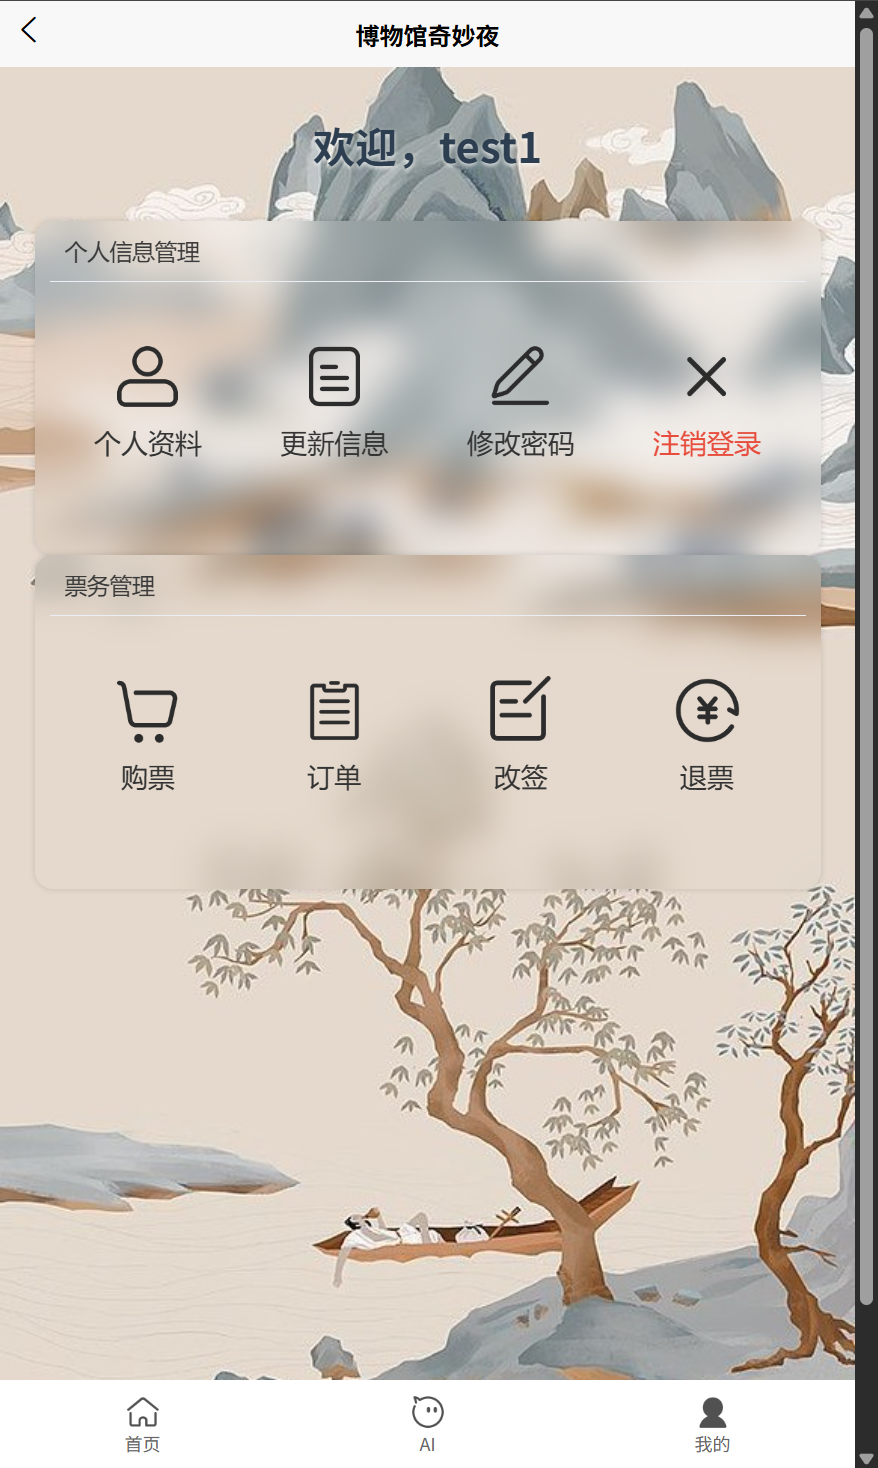 博物馆奇妙夜
欢迎，test1
个人信息管理
个人资料 更新信息 修改密码 注销登录
票务管理
购票 订单 改签 退票
首页 AI 我的